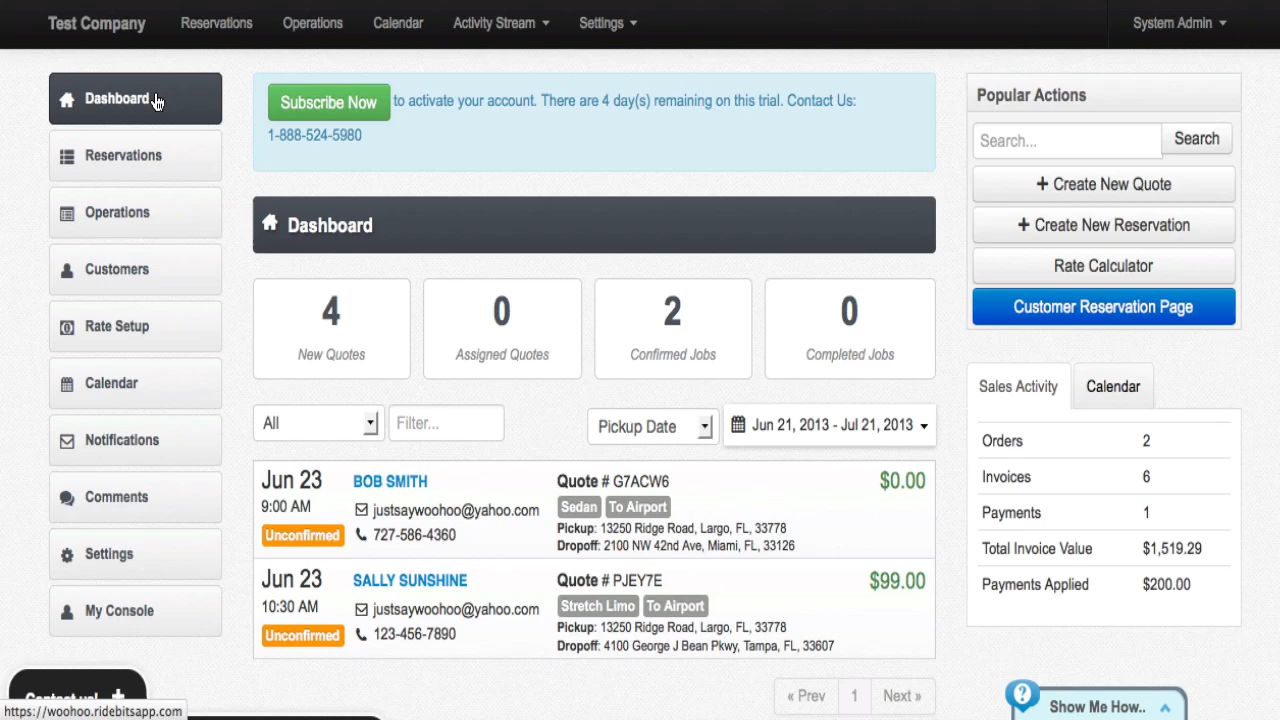 Test Company Reservations Operations Calendar Activity Stream Settings System Admin
Dashboard
Reservations
Operations
Customers
Rate Setup
Calendar
Notifications
Comments
Settings
My Console
Subscribe Now to activate your account. There are 4 day(s) remaining on this trial. Contact Us:
1-888-524-5980
Dashboard
4
New Quotes
0
Assigned Quotes
2
Confirmed Jobs
0
Completed Jobs
All
Filter...
Pickup Date
Jun 21, 2013 - Jul 21, 2013
Jun 23 BOB SMITH Quote # G7ACW6 $0.00
9:00 AM justsaywoohoo@yahoo.com Sedan To Airport
Unconfirmed 727-586-4360 Pickup: 13250 Ridge Road, Largo, FL, 33778
Dropoff: 2100 NW 42nd Ave, Miami, FL, 33126
Jun 23 SALLY SUNSHINE Quote # PJEY7E $99.00
10:30 AM justsaywoohoo@yahoo.com Stretch Limo To Airport
Unconfirmed 123-456-7890 Pickup: 13250 Ridge Road, Largo, FL, 33778
Dropoff: 4100 George J Bean Pkwy, Tampa, FL, 33607
« Prev 1 Next »
Popular Actions
Search... Search
+ Create New Quote
+ Create New Reservation
Rate Calculator
Customer Reservation Page
Sales Activity Calendar
Orders 2
Invoices 6
Payments 1
Total Invoice Value $1,519.29
Payments Applied $200.00
Contact us! +
https://woohoo.ridebitsapp.com
? Show Me How..